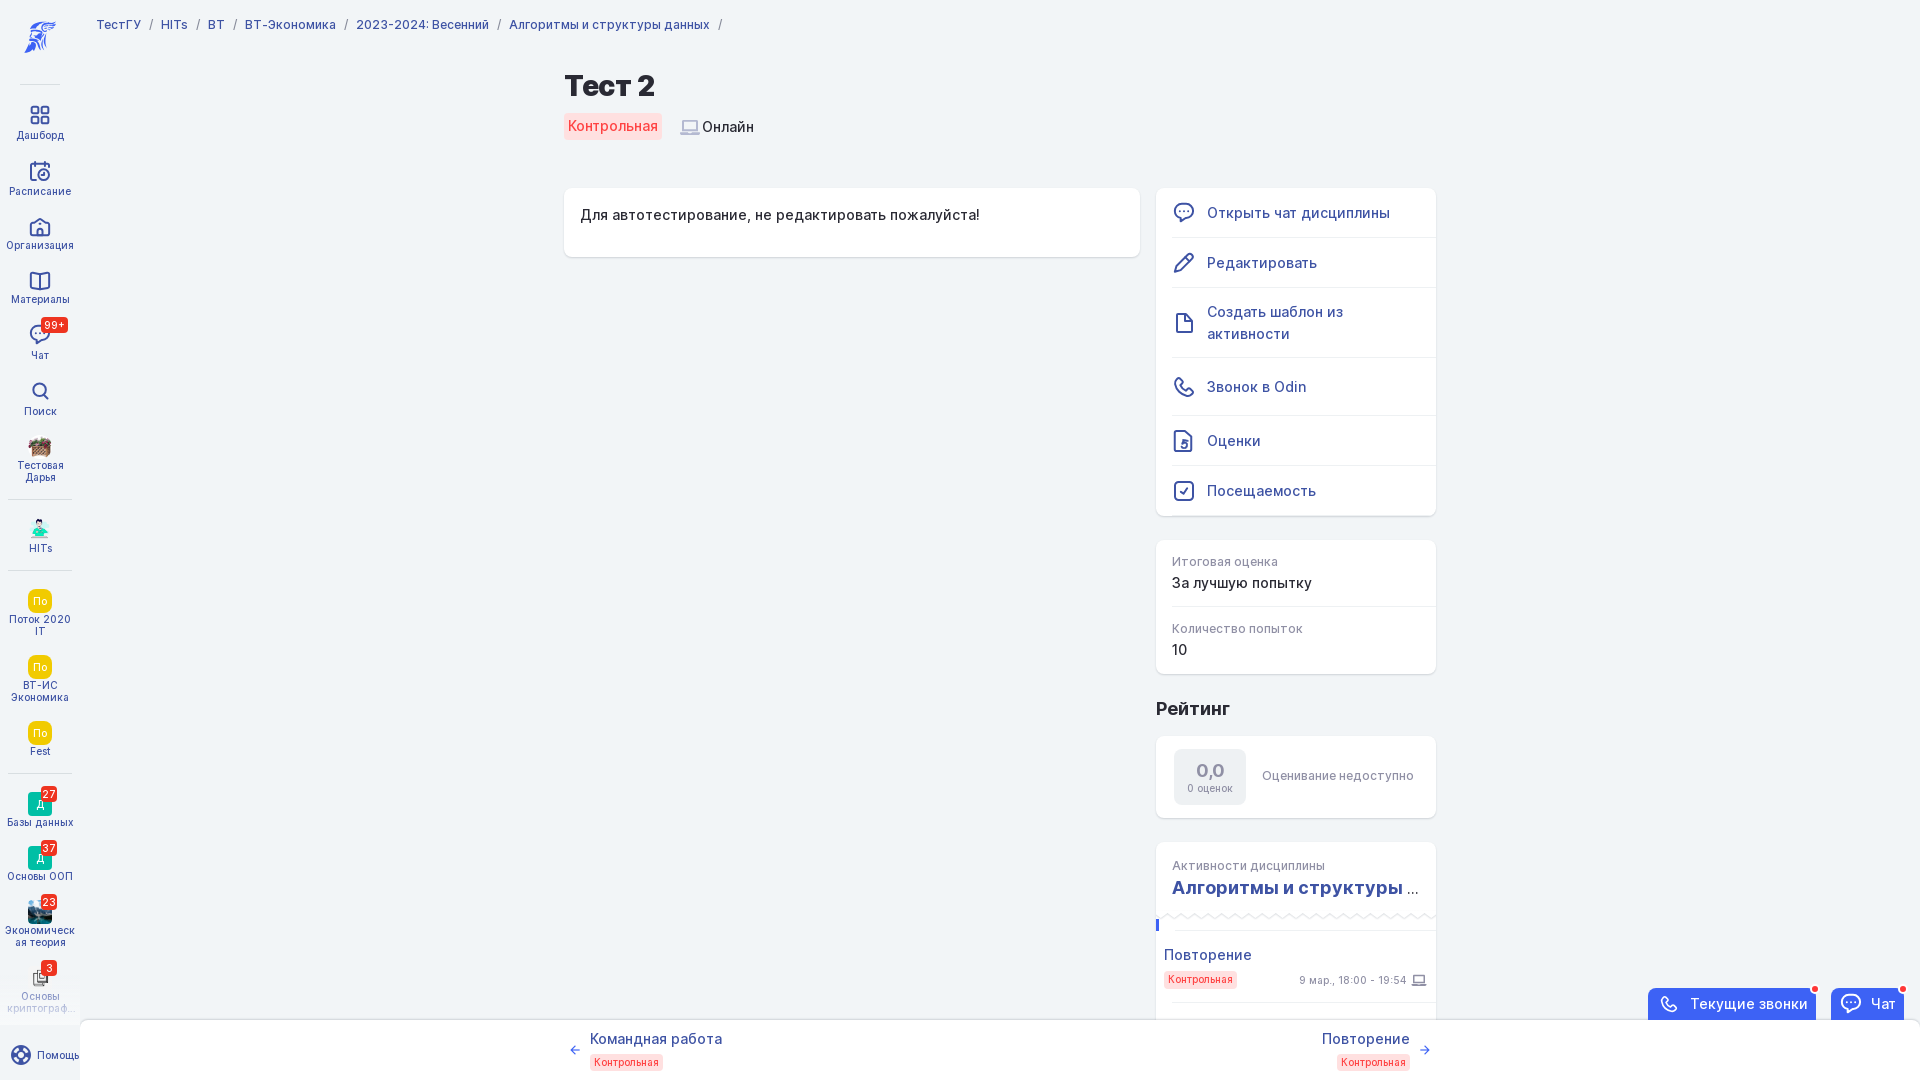 ТестГУ / HITs / ВТ / ВТ-Экономика / 2023-2024: Весенний / Алгоритмы и структуры данных /
Дашборд
Расписание
Организация
Материалы
99+
Чат
Поиск
Тестовая
Дарья
HITs
По
Поток 2020
IT
По
ВТ-ИС
Экономика
По
Fest
27
Д
Базы данных
37
Д
Основы ООП
23
Экономическ
ая теория
3
Основы
криптограф...
Помощь
Тест 2
Контрольная
Онлайн
Для автотестирование, не редактировать пожалуйста!
Открыть чат дисциплины
Редактировать
Создать шаблон из
активности
Звонок в Odin
Оценки
Посещаемость
Итоговая оценка
За лучшую попытку
Количество попыток
10
Рейтинг
0,0
0 оценок
Оценивание недоступно
Активности дисциплины
Алгоритмы и структуры ...
Повторение
Контрольная
9 мар., 18:00 - 19:54
Текущие звонки
Чат
Командная работа
Контрольная
Повторение
Контрольная